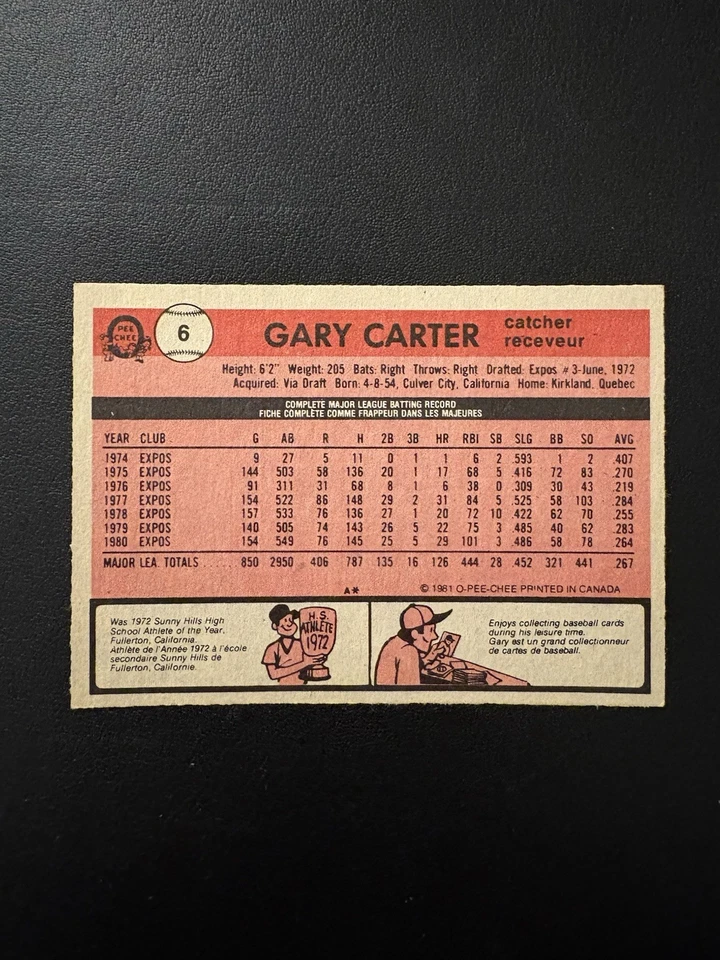 O
PEE
CHEE
6
GARY CARTER
catcher
receveur
Height: 6'2" Weight: 205 Bats: Right Throws: Right Drafted: Expos #3-June, 1972
Acquired: Via Draft Born: 4-8-54, Culver City, California Home: Kirkland, Quebec
COMPLETE MAJOR LEAGUE BATTING RECORD
FICHE COMPLÈTE COMME FRAPPEUR DANS LES MAJEURES
YEAR CLUB G AB R H 2B 3B HR RBI SB SLG BB SO AVG
1974 EXPOS 9 27 5 11 0 1 1 6 2 .593 1 2 .407
1975 EXPOS 144 503 58 136 20 1 17 68 5 .416 72 83 .270
1976 EXPOS 91 311 31 68 8 1 6 38 0 .309 30 43 .219
1977 EXPOS 154 522 86 148 29 2 31 84 5 .525 58 103 .284
1978 EXPOS 157 533 76 136 27 1 20 72 10 .422 62 70 .255
1979 EXPOS 140 505 74 143 26 5 22 75 3 .485 40 62 .283
1980 EXPOS 154 549 76 145 25 5 29 101 3 .486 58 78 .264
MAJOR LEA. TOTALS ...... 850 2950 406 787 135 16 126 444 28 .452 321 441 .267
A* © 1981 O-PEE-CHEE PRINTED IN CANADA
Was 1972 Sunny Hills High
School Athlete of the Year,
Fullerton, California.
Athlète de l'Année 1972 à l'école
secondaire Sunny Hills de
Fullerton, Californie.
H.S.
ATHLETE
1972
Enjoys collecting baseball cards
during his leisure time.
Gary est un grand collectionneur
de cartes de baseball.